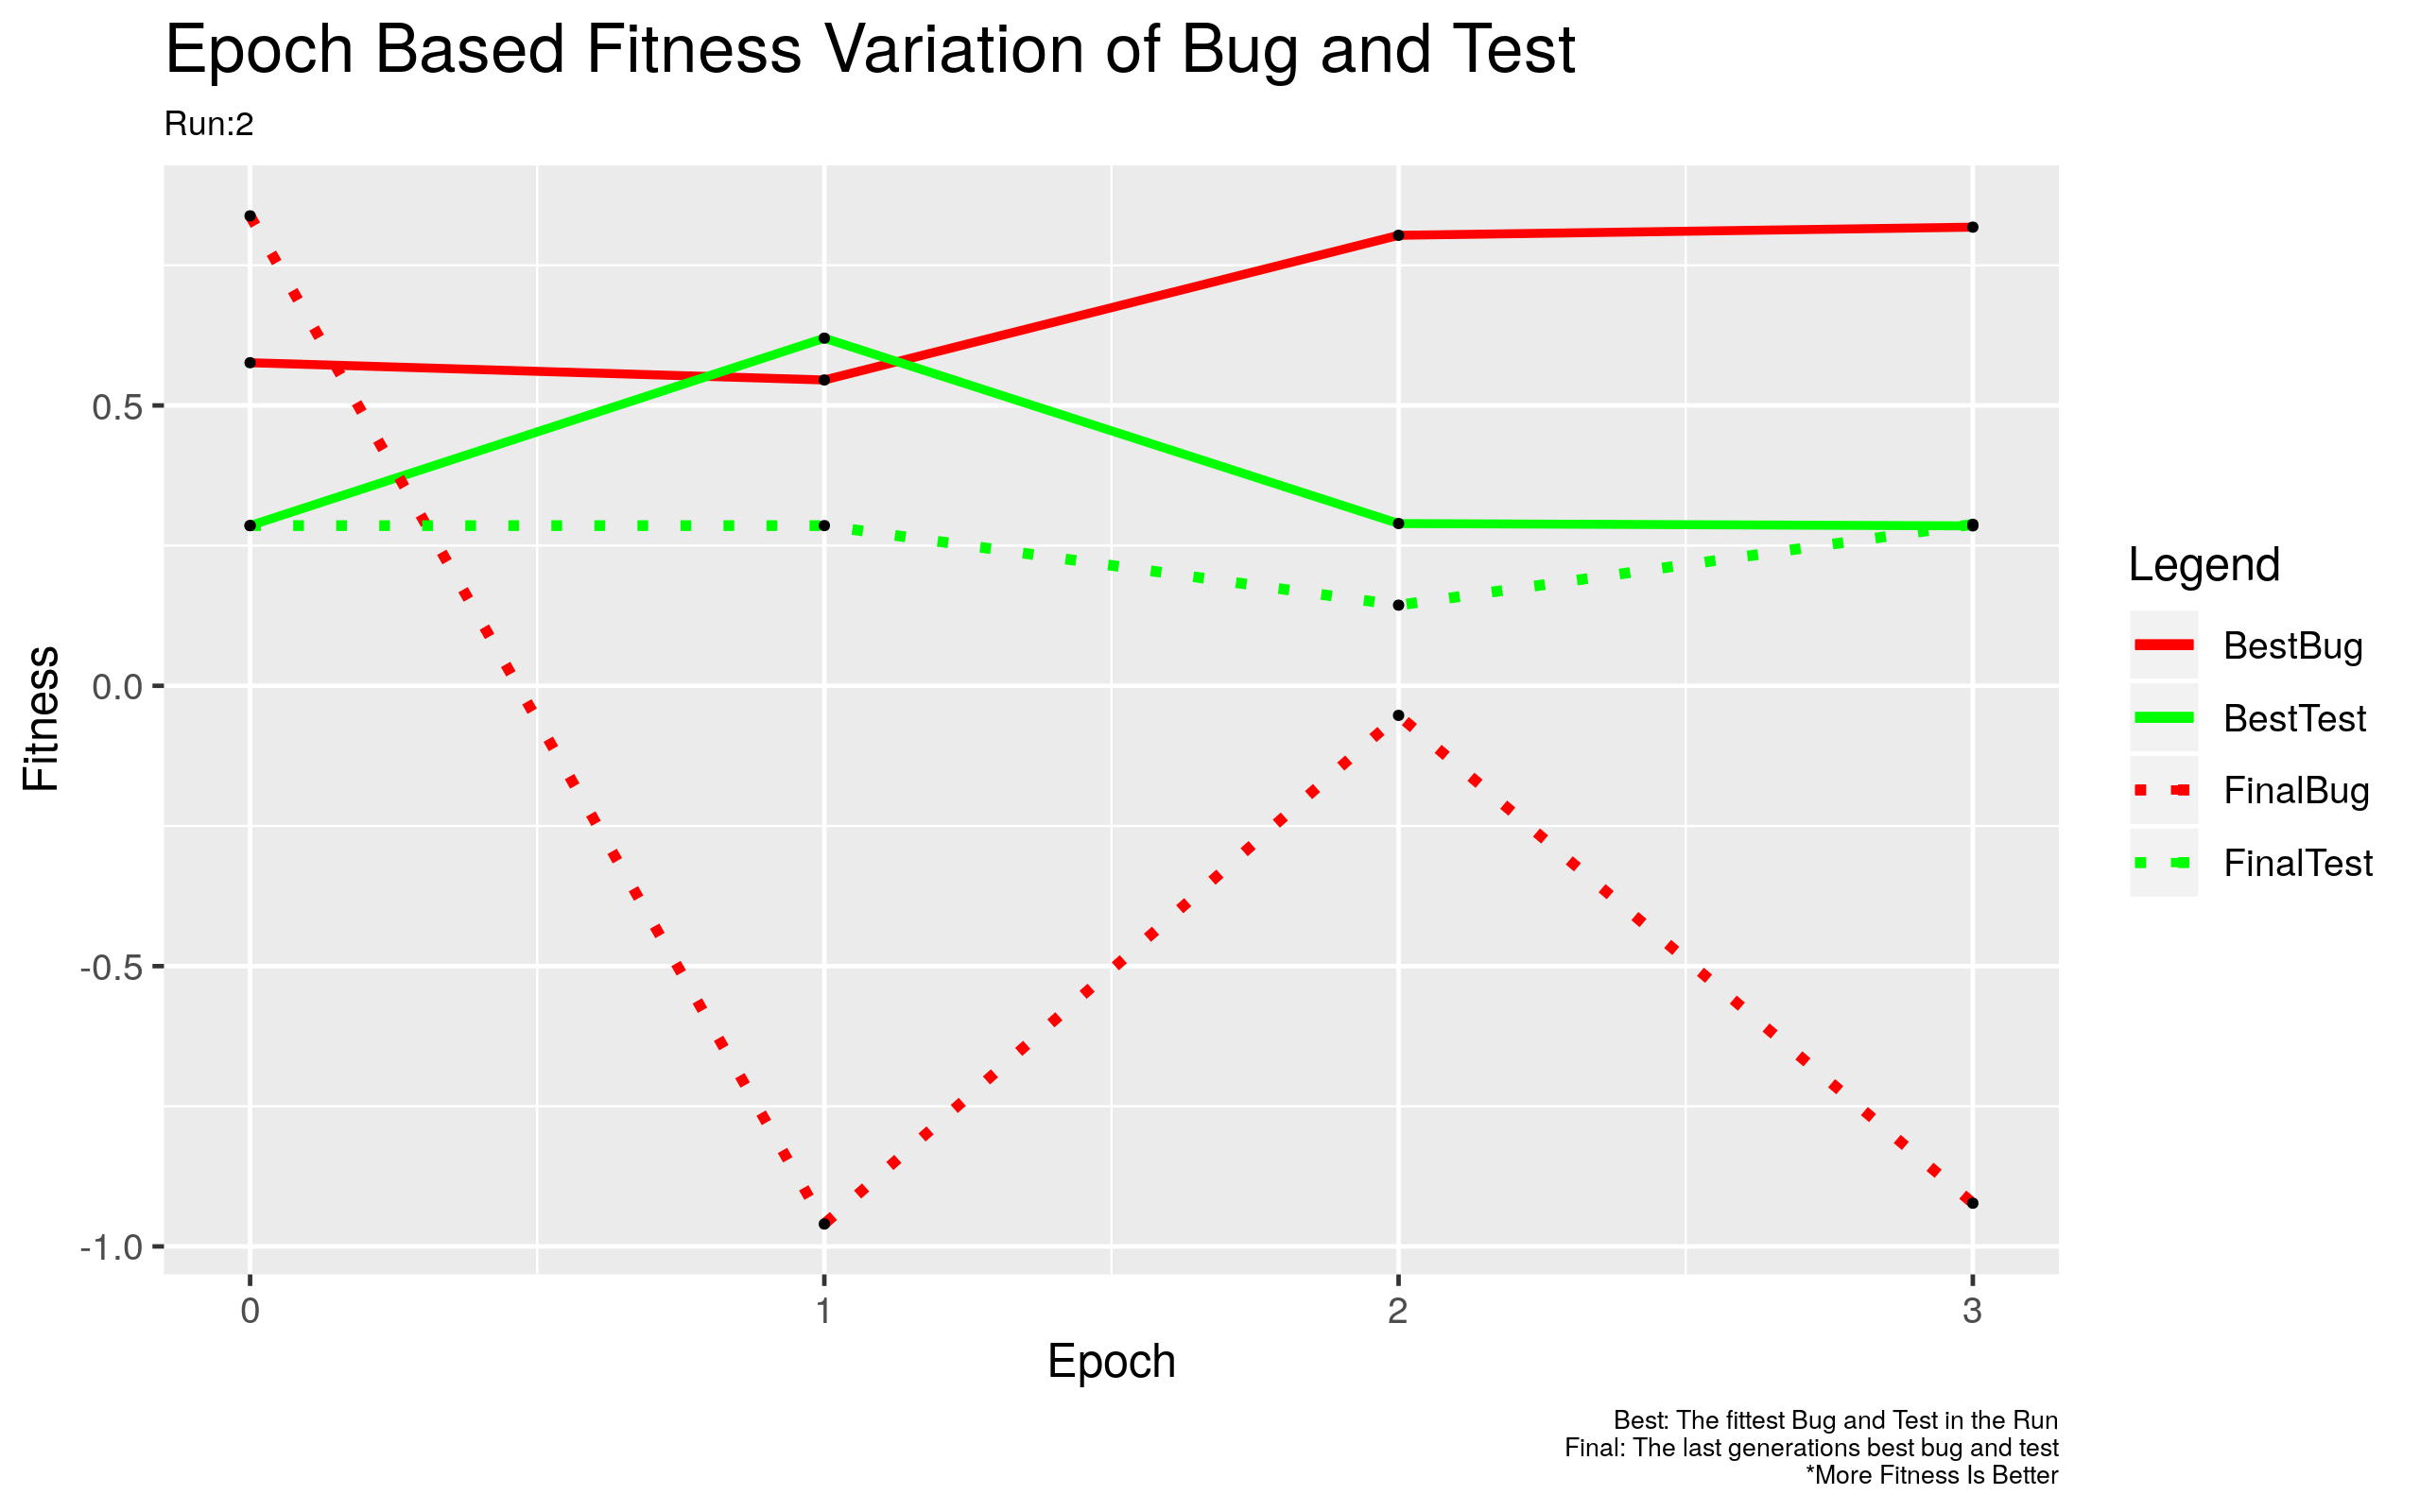 Epoch Based Fitness Variation of Bug and Test
Run:2
Fitness
0.5
0.0
-0.5
-1.0
0 1 2 3
Epoch
Legend
BestBug
BestTest
FinalBug
FinalTest
Best: The fittest Bug and Test in the Run
Final: The last generations best bug and test
*More Fitness Is Better